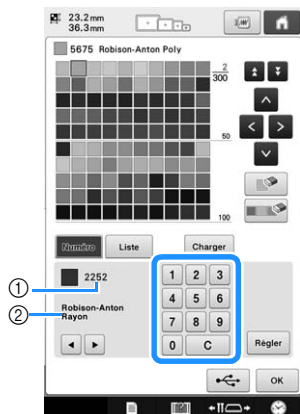 23.2mm
36.3mm
5675 Robison-Anton Poly
2
300
50
100
Numéro Liste Charger
① 2252
② Robison-Anton
Rayon
1 2 3
4 5 6
7 8 9
0 C
Régler
OK